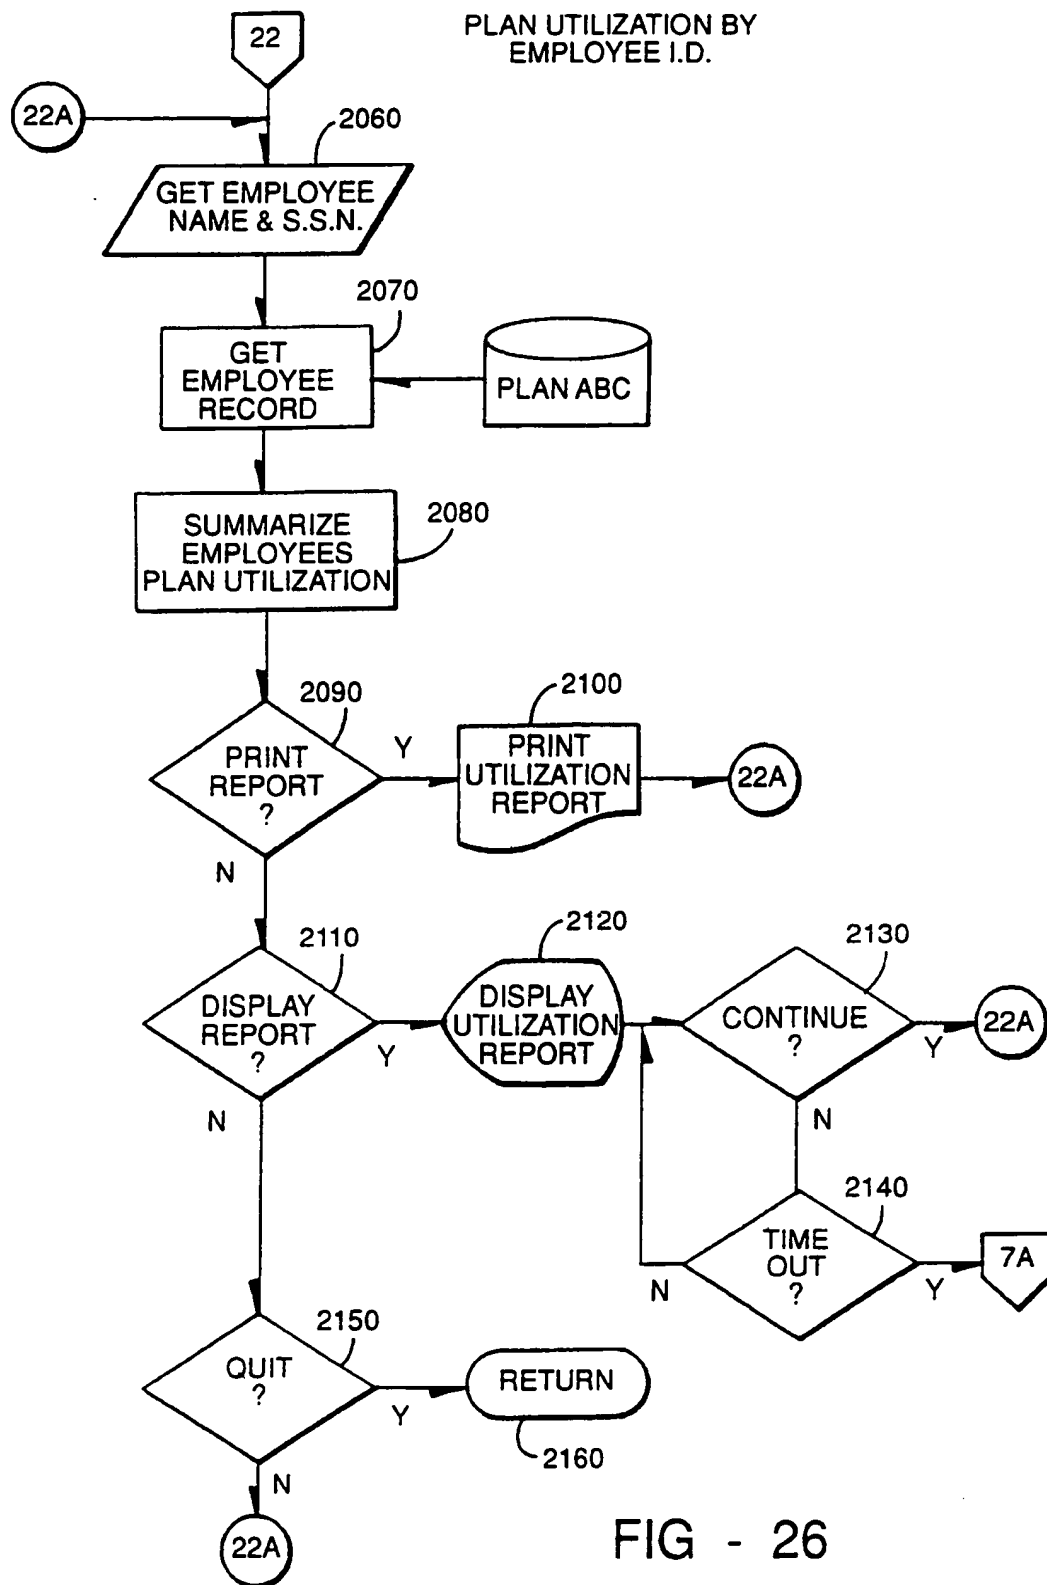 PLAN UTILIZATION BY
EMPLOYEE I.D.
22
22A
2060
GET EMPLOYEE
NAME & S.S.N.
2070
GET
EMPLOYEE
RECORD
PLAN ABC
2080
SUMMARIZE
EMPLOYEES
PLAN UTILIZATION
2090
PRINT
REPORT
?
Y
N
2100
PRINT
UTILIZATION
REPORT
22A
2110
DISPLAY
REPORT
?
Y
N
2120
DISPLAY
UTILIZATION
REPORT
2130
CONTINUE
?
Y
N
22A
2140
TIME
OUT
?
N
Y
7A
2150
QUIT
?
Y
N
RETURN
2160
22A
FIG - 26